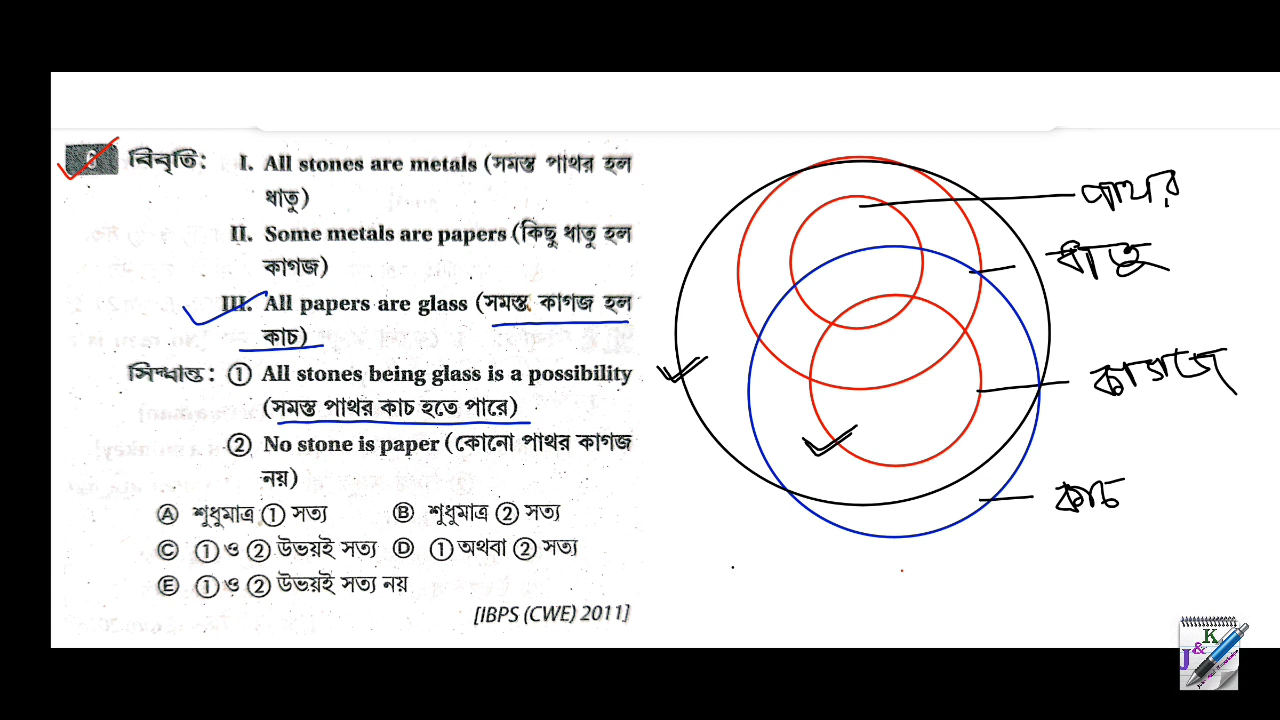 6 বিবৃতি: I. All stones are metals (সমস্ত পাথর হল
ধাতু)
II. Some metals are papers (কিছু ধাতু হল
কাগজ)
III. All papers are glass (সমস্ত কাগজ হল
কাচ)
সিদ্ধান্ত: ① All stones being glass is a possibility
(সমস্ত পাথর কাচ হতে পারে)
② No stone is paper (কোনো পাথর কাগজ
নয়)
Ⓐ শুধুমাত্র ① সত্য Ⓑ শুধুমাত্র ② সত্য
Ⓒ ① ও ② উভয়ই সত্য Ⓓ ① অথবা ② সত্য
Ⓔ ① ও ② উভয়ই সত্য নয়
[IBPS (CWE) 2011]
পাথর
ধাতু
কাগজ
কাচ
J & K